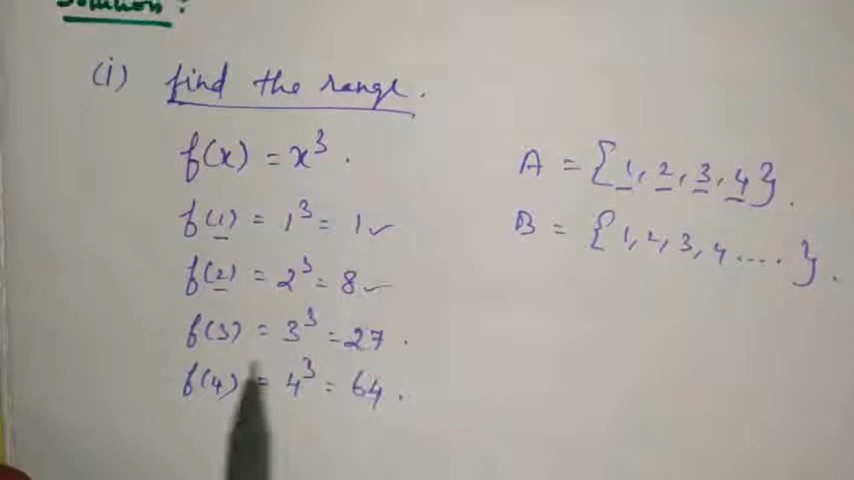 Solution :
(i) find the range.
f(x) = x³.
f(1) = 1³ = 1 ✓
f(2) = 2³ = 8 ✓
f(3) = 3³ = 27.
f(4) = 4³ = 64.
A = {1, 2, 3, 4}.
B = {1, 2, 3, 4 ....}.